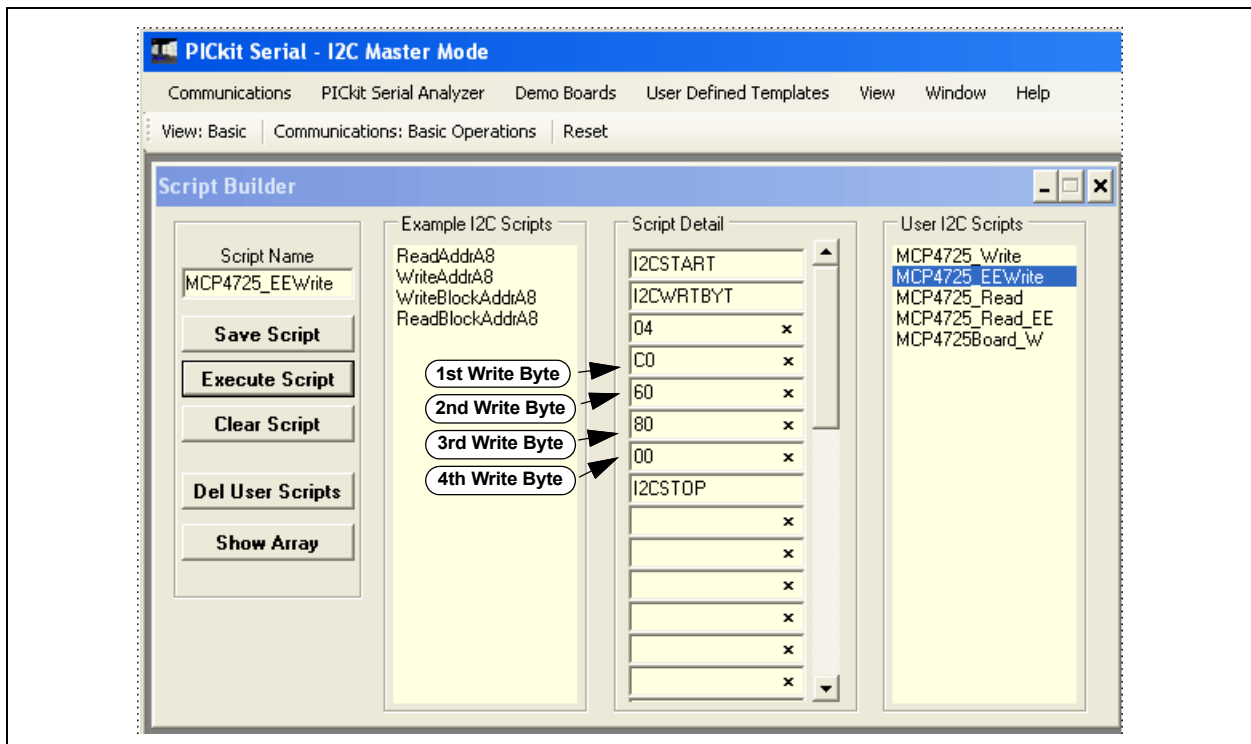 PICkit Serial - I2C Master Mode
Communications PICkit Serial Analyzer Demo Boards User Defined Templates View Window Help
View: Basic Communications: Basic Operations Reset
Script Builder
Script Name
MCP4725_EEWrite
Save Script
Execute Script
Clear Script
Del User Scripts
Show Array
Example I2C Scripts
ReadAddrA8
WriteAddrA8
WriteBlockAddrA8
ReadBlockAddrA8
1st Write Byte
2nd Write Byte
3rd Write Byte
4th Write Byte
Script Detail
I2CSTART
I2CWRTBYT
04 x
C0 x
60 x
80 x
00 x
I2CSTOP
x
x
x
x
x
x
User I2C Scripts
MCP4725_Write
MCP4725_EEWrite
MCP4725_Read
MCP4725_Read_EE
MCP4725Board_W